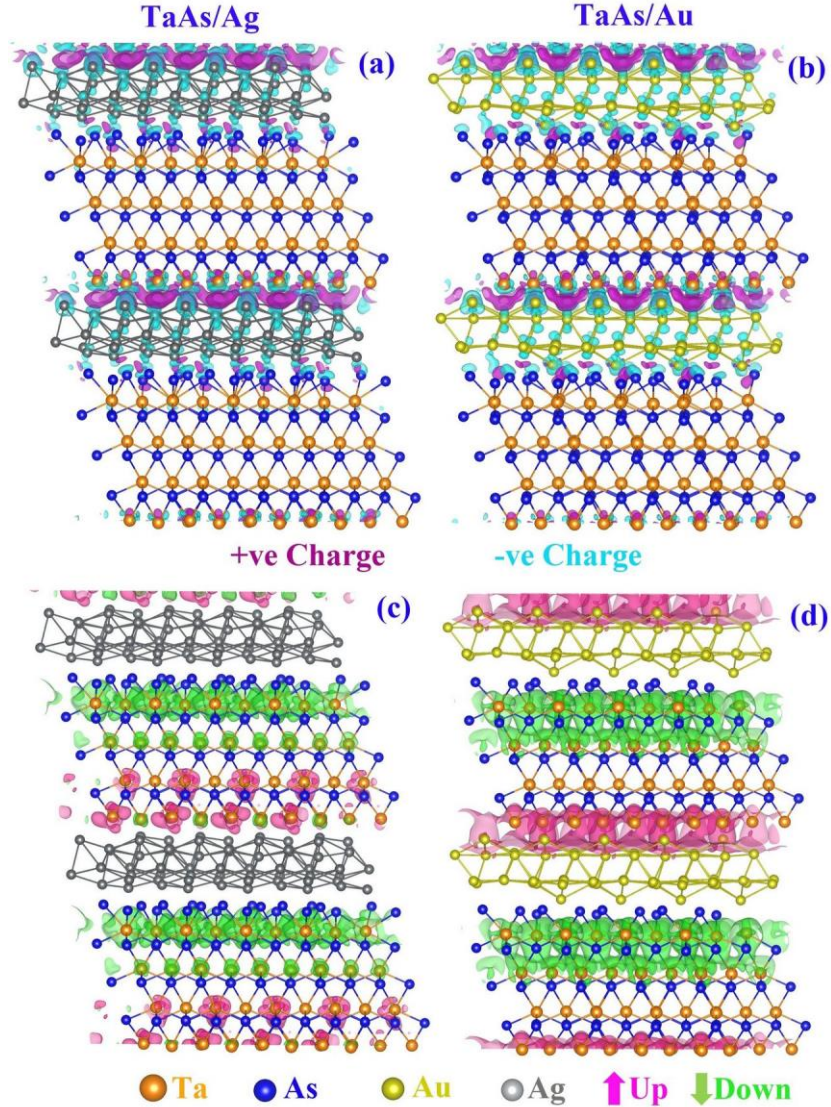 TaAs/Ag TaAs/Au
(a) (b)
+ve Charge -ve Charge
(c) (d)
Ta As Au Ag Up Down